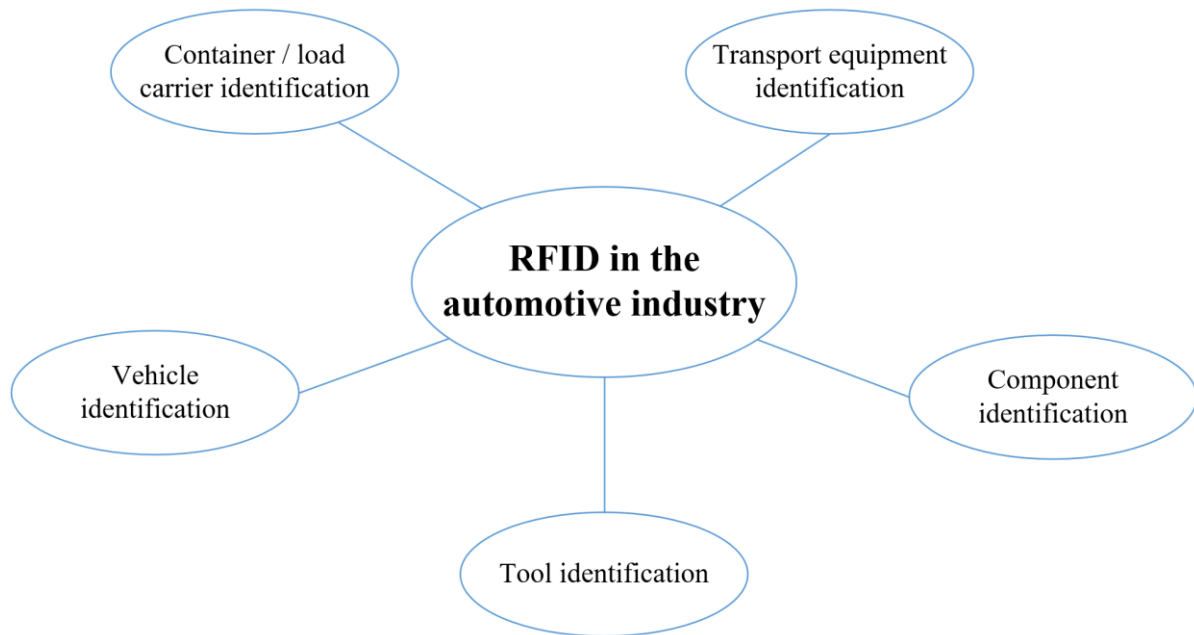 Container / load
carrier identification
Transport equipment
identification
RFID in the
automotive industry
Vehicle
identification
Component
identification
Tool identification